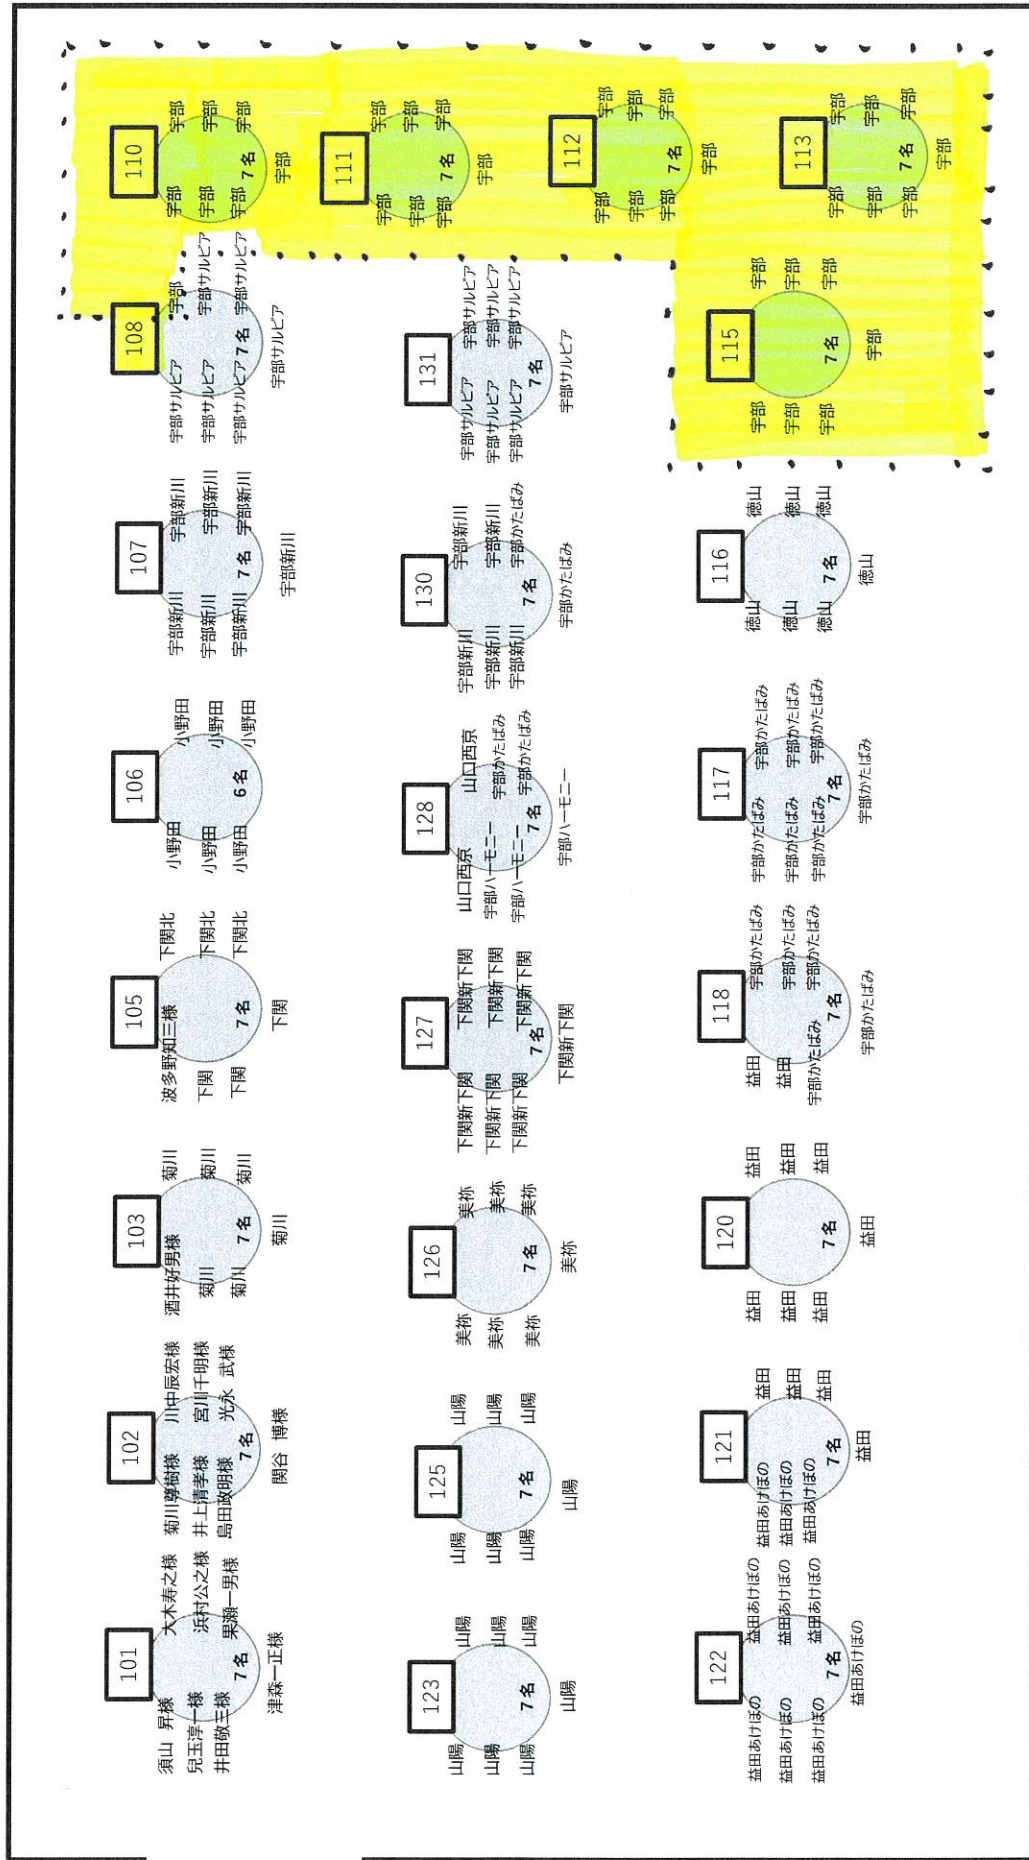 101
須山 昇様 大木寿之様
兒玉淳一様 浜村公之様
井田敬三様 果瀬一男様
7名
津森一正様
102
菊川尊樹様 川中辰宏様
井上清孝様 宮川千明様
島田政明様 光永 武様
7名
関谷 博様
103
酒井好男様 菊川
菊川 菊川
菊川 菊川
7名
菊川
105
波多野知三様 下関北
下関 下関北
下関 下関北
7名
下関
106
小野田 小野田
小野田 小野田
小野田 小野田
6名
107
宇部新川 宇部新川
宇部新川 宇部新川
宇部新川 宇部新川
7名
宇部新川
108
宇部サルビア 宇部
宇部サルビア 宇部サルビア
宇部サルビア 宇部サルビア
7名
宇部サルビア
110
宇部 宇部
宇部 宇部
宇部 宇部
7名
宇部
123
山陽 山陽
山陽 山陽
山陽 山陽
7名
山陽
125
山陽 山陽
山陽 山陽
山陽 山陽
7名
山陽
126
美祢 美祢
美祢 美祢
美祢 美祢
7名
美祢
127
下関新下関 下関新下関
下関新下関 下関新下関
下関新下関 下関新下関
7名
下関新下関
128
山口西京 山口西京
宇部ハーモニー 宇部かたばみ
宇部ハーモニー 宇部かたばみ
7名
宇部ハーモニー
130
宇部新川 宇部新川
宇部新川 宇部新川
宇部新川 宇部かたばみ
7名
宇部かたばみ
131
宇部サルビア 宇部サルビア
宇部サルビア 宇部サルビア
宇部サルビア 宇部サルビア
7名
宇部サルビア
111
宇部 宇部
宇部 宇部
宇部 宇部
7名
宇部
112
宇部 宇部
宇部 宇部
宇部 宇部
7名
宇部
122
益田あけぼの 益田あけぼの
益田あけぼの 益田あけぼの
益田あけぼの 益田あけぼの
7名
益田あけぼの
121
益田あけぼの 益田
益田あけぼの 益田
益田あけぼの 益田
7名
益田
120
益田 益田
益田 益田
益田 益田
7名
益田
118
益田 宇部かたばみ
益田 宇部かたばみ
宇部かたばみ 宇部かたばみ
7名
宇部かたばみ
117
宇部かたばみ 宇部かたばみ
宇部かたばみ 宇部かたばみ
宇部かたばみ 宇部かたばみ
7名
宇部かたばみ
116
徳山 徳山
徳山 徳山
徳山 徳山
7名
徳山
115
宇部 宇部
宇部 宇部
宇部 宇部
7名
宇部
113
宇部 宇部
宇部 宇部
宇部 宇部
7名
宇部